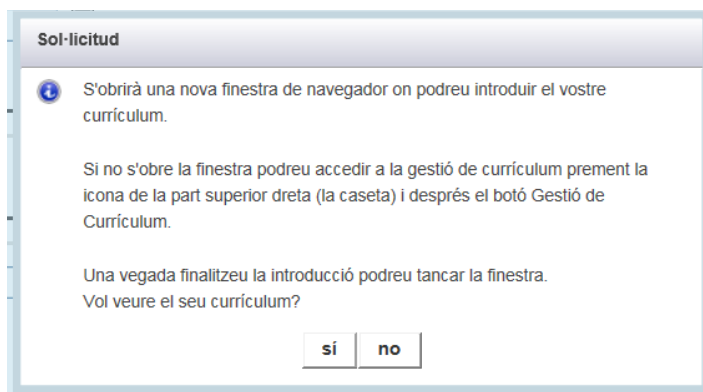 Sol·licitud
S'obrirà una nova finestra de navegador on podreu introduir el vostre
currículum.
Si no s'obre la finestra podreu accedir a la gestió de currículum prement la
icona de la part superior dreta (la caseta) i després el botó Gestió de
Currículum.
Una vegada finalitzeu la introducció podreu tancar la finestra.
Vol veure el seu currículum?
sí no